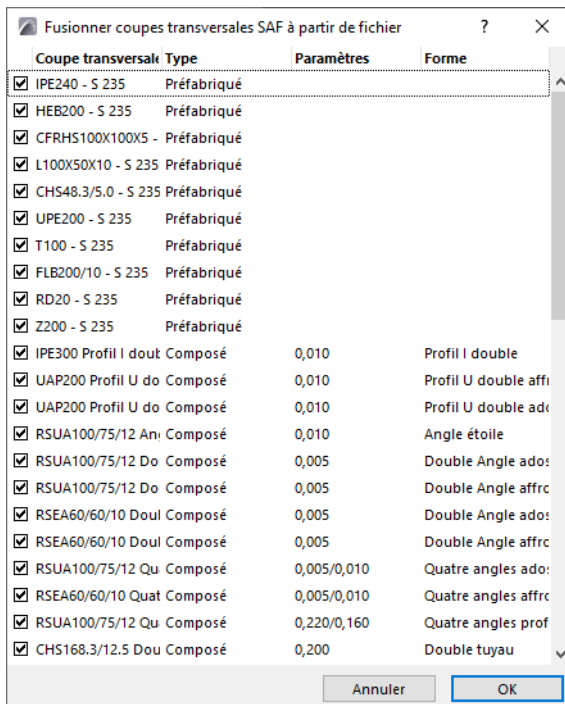 Fusionner coupes transversales SAF à partir de fichier ?
Coupe transversale Type Paramètres Forme
IPE240 - S 235 Préfabriqué
HEB200 - S 235 Préfabriqué
CFRHS100X100X5 - Préfabriqué
L100X50X10 - S 235 Préfabriqué
CHS48.3/5.0 - S 235 Préfabriqué
UPE200 - S 235 Préfabriqué
T100 - S 235 Préfabriqué
FLB200/10 - S 235 Préfabriqué
RD20 - S 235 Préfabriqué
Z200 - S 235 Préfabriqué
IPE300 Profil I doub Composé 0,010 Profil I double
UAP200 Profil U do Composé 0,010 Profil U double affr
UAP200 Profil U do Composé 0,010 Profil U double ado
RSUA100/75/12 Ang Composé 0,010 Angle étoile
RSUA100/75/12 Do Composé 0,005 Double Angle ados
RSUA100/75/12 Do Composé 0,005 Double Angle affro
RSEA60/60/10 Doul Composé 0,005 Double Angle ados
RSEA60/60/10 Doul Composé 0,005 Double Angle affro
RSUA100/75/12 Qu Composé 0,005/0,010 Quatre angles ados
RSEA60/60/10 Quat Composé 0,005/0,010 Quatre angles affro
RSUA100/75/12 Qu Composé 0,220/0,160 Quatre angles prof
CHS168.3/12.5 Dou Composé 0,200 Double tuyau
Annuler OK